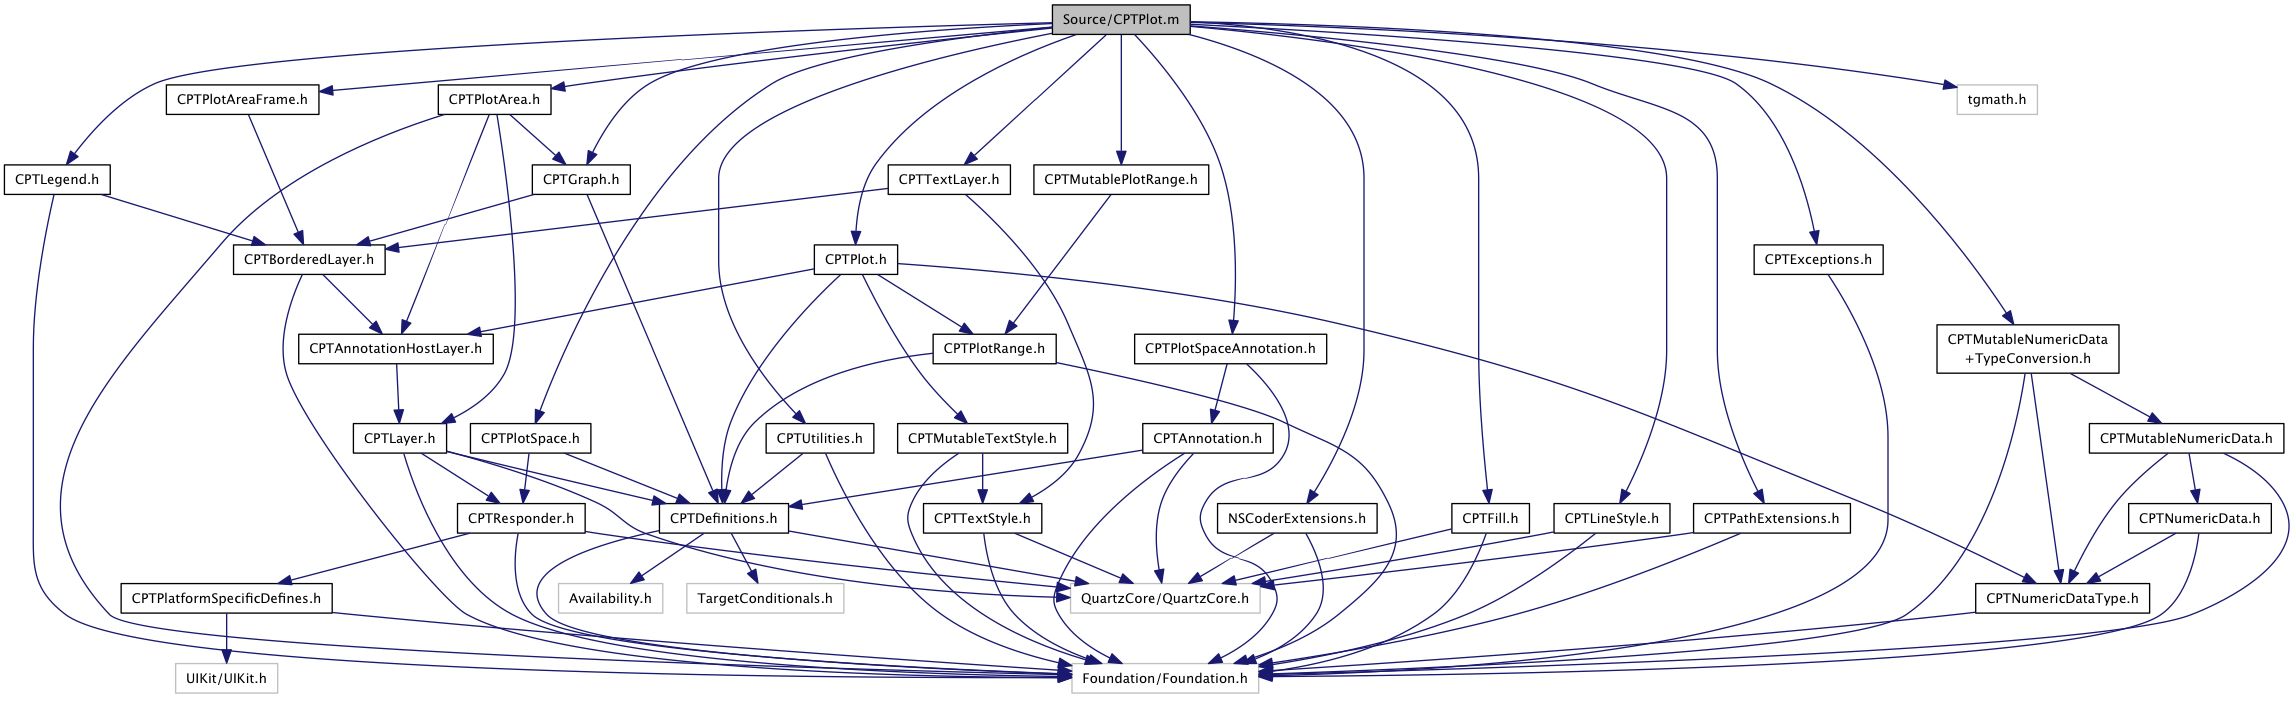 Source/CPTPlot.m
CPTPlotAreaFrame.h
CPTPlotArea.h
tgmath.h
CPTLegend.h
CPTGraph.h
CPTTextLayer.h
CPTMutablePlotRange.h
CPTBorderedLayer.h
CPTPlot.h
CPTExceptions.h
CPTAnnotationHostLayer.h
CPTPlotRange.h
CPTPlotSpaceAnnotation.h
CPTMutableNumericData
+TypeConversion.h
CPTLayer.h
CPTPlotSpace.h
CPTUtilities.h
CPTMutableTextStyle.h
CPTAnnotation.h
CPTMutableNumericData.h
CPTResponder.h
CPTDefinitions.h
CPTTextStyle.h
NSCoderExtensions.h
CPTFill.h
CPTLineStyle.h
CPTPathExtensions.h
CPTNumericData.h
CPTPlatformSpecificDefines.h
Availability.h
TargetConditionals.h
QuartzCore/QuartzCore.h
CPTNumericDataType.h
UIKit/UIKit.h
Foundation/Foundation.h